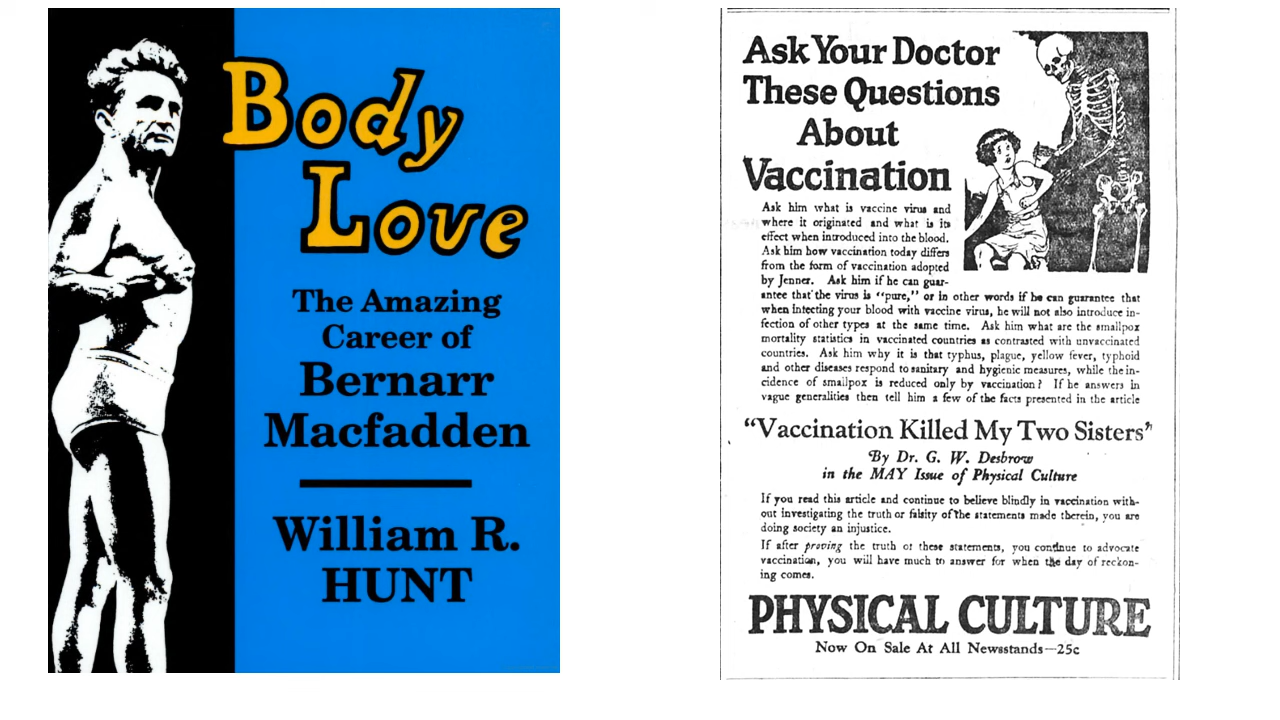 Body
Love
The Amazing
Career of
Bernarr
Macfadden
William R.
HUNT
Ask Your Doctor
These Questions
About
Vaccination
Ask him what is vaccine virus and
where it originated and what is its
effect when introduced into the blood.
Ask him how vaccination today differs
from the form of vaccination adopted
by Jenner. Ask him if he can guar-
antee that the virus is "pure," or in other words if he can guarantee that
when infecting your blood with vaccine virus, he will not also introduce in-
fection of other types at the same time. Ask him what are the smallpox
mortality statistics in vaccinated countries as contrasted with unvaccinated
countries. Ask him why it is that typhus, plague, yellow fever, typhoid
and other diseases respond to sanitary and hygienic measures, while the in-
cidence of smallpox is reduced only by vaccination? If he answers in
vague generalities then tell him a few of the facts presented in the article
"Vaccination Killed My Two Sisters"
By Dr. G. W. Desbrow
in the MAY Issue of Physical Culture
If you read this article and continue to believe blindly in vaccination with-
out investigating the truth or falsity of the statements made therein, you are
doing society an injustice.
If after proving the truth of these statements, you continue to advocate
vaccination, you will have much to answer for when the day of reckon-
ing comes.
PHYSICAL CULTURE
Now On Sale At All Newsstands—25c